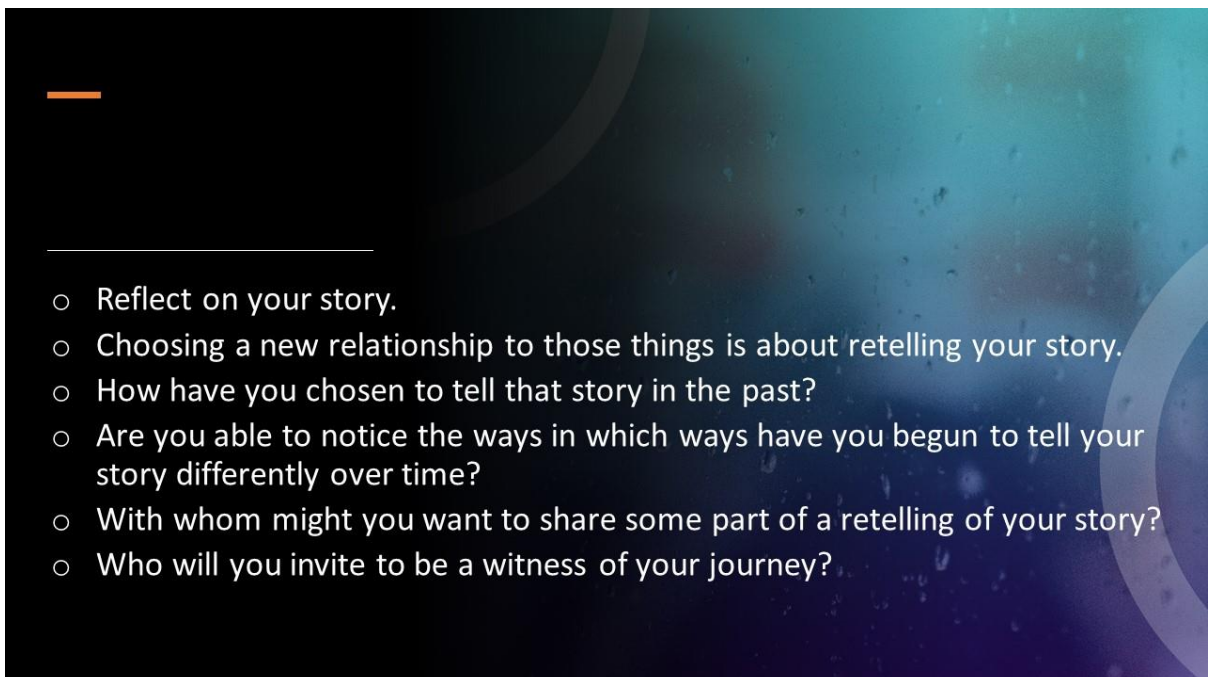 ○ Reflect on your story.
○ Choosing a new relationship to those things is about retelling your story.
○ How have you chosen to tell that story in the past?
○ Are you able to notice the ways in which ways have you begun to tell your
story differently over time?
○ With whom might you want to share some part of a retelling of your story?
○ Who will you invite to be a witness of your journey?